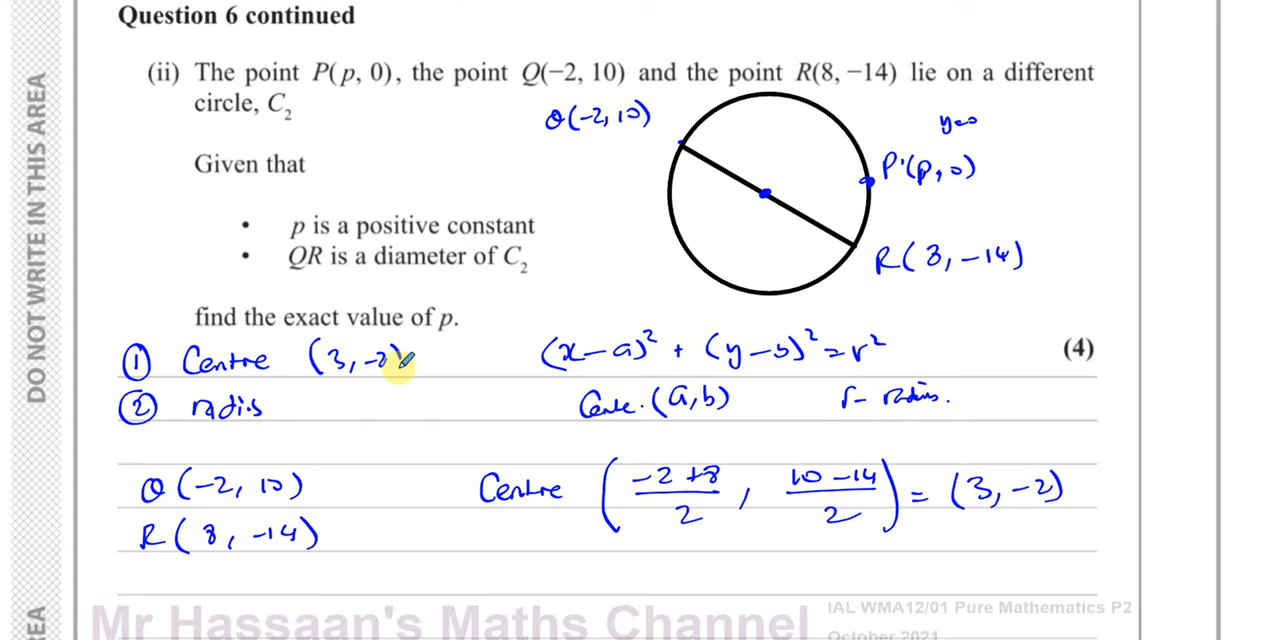 Question 6 continued
(ii) The point P(p, 0), the point Q(−2, 10) and the point R(8, −14) lie on a different
circle, C₂
Q(-2, 10)
y=0
P(p, 0)
Given that
• p is a positive constant
• QR is a diameter of C₂
R(8, -14)
find the exact value of p.
① Centre (3, -2)
(x-a)² + (y-b)² = r²
(4)
② radius
Centre. (a, b)
r- radius.
Q(-2, 10)
R(8, -14)
Centre ( (-2+8)/2 , (10-14)/2 ) = (3, -2)
DO NOT WRITE IN THIS AREA
EA
Mr Hassaan's Maths Channel
IAL WMA12/01 Pure Mathematics P2
October 2021